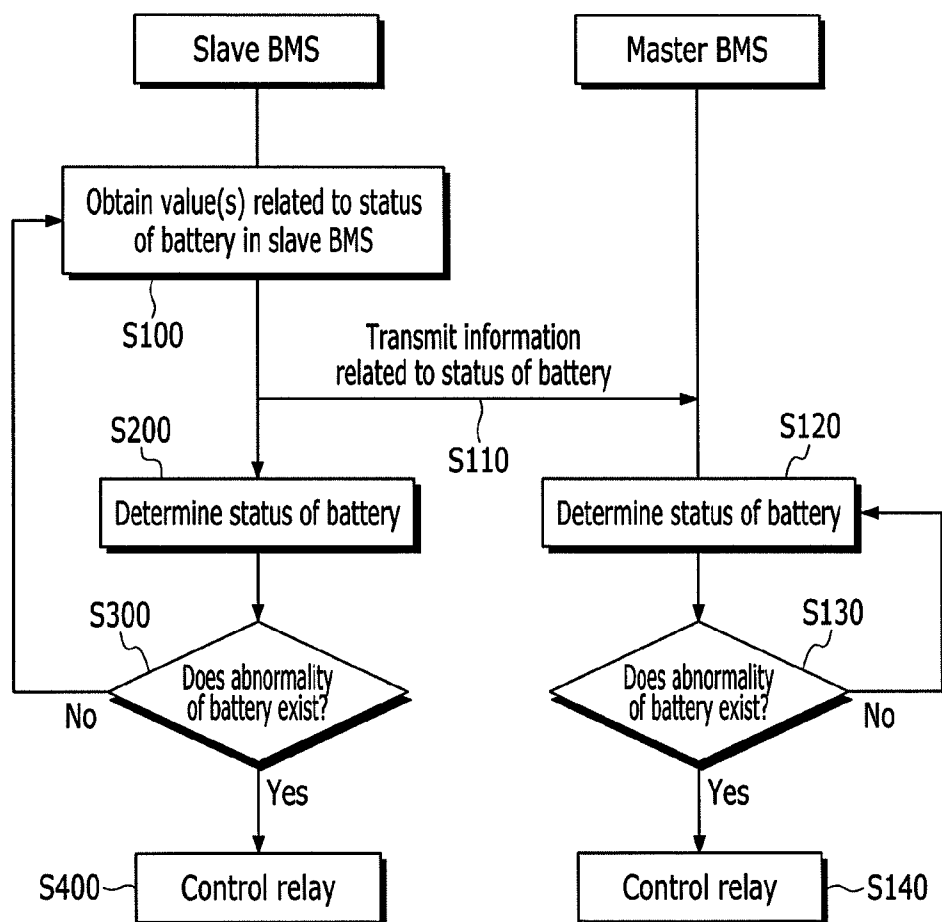 Slave BMS
Master BMS
Obtain value(s) related to status
of battery in slave BMS
S100
Transmit information
related to status of battery
S110
S200
S120
Determine status of battery
Determine status of battery
S300
S130
Does abnormality
of battery exist?
Does abnormality
of battery exist?
No
No
Yes
Yes
S400
Control relay
Control relay
S140